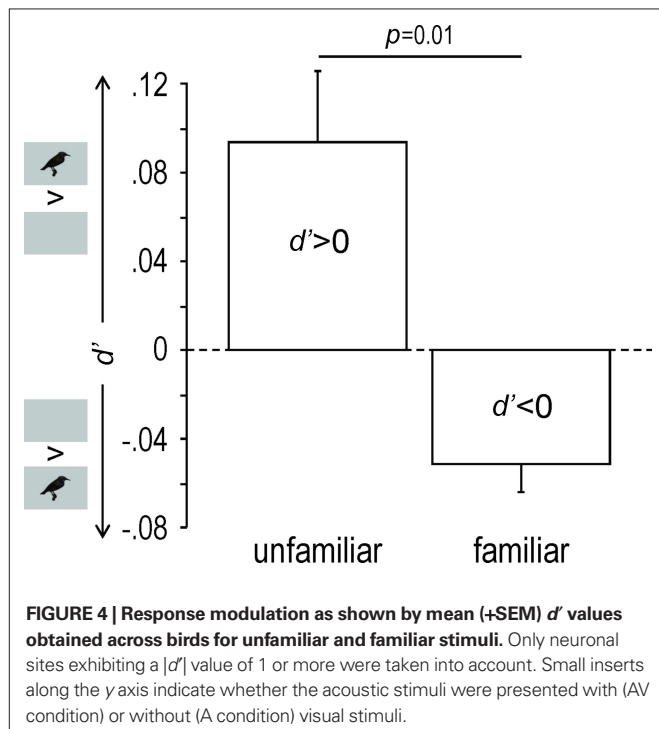 p=0.01
.12
.08
.04
0
-.04
-.08
v
v
d’
d’>0
d’<0
unfamiliar familiar
FIGURE 4 | Response modulation as shown by mean (+SEM) d′ values
obtained across birds for unfamiliar and familiar stimuli. Only neuronal
sites exhibiting a |d′| value of 1 or more were taken into account. Small inserts
along the y axis indicate whether the acoustic stimuli were presented with (AV
condition) or without (A condition) visual stimuli.